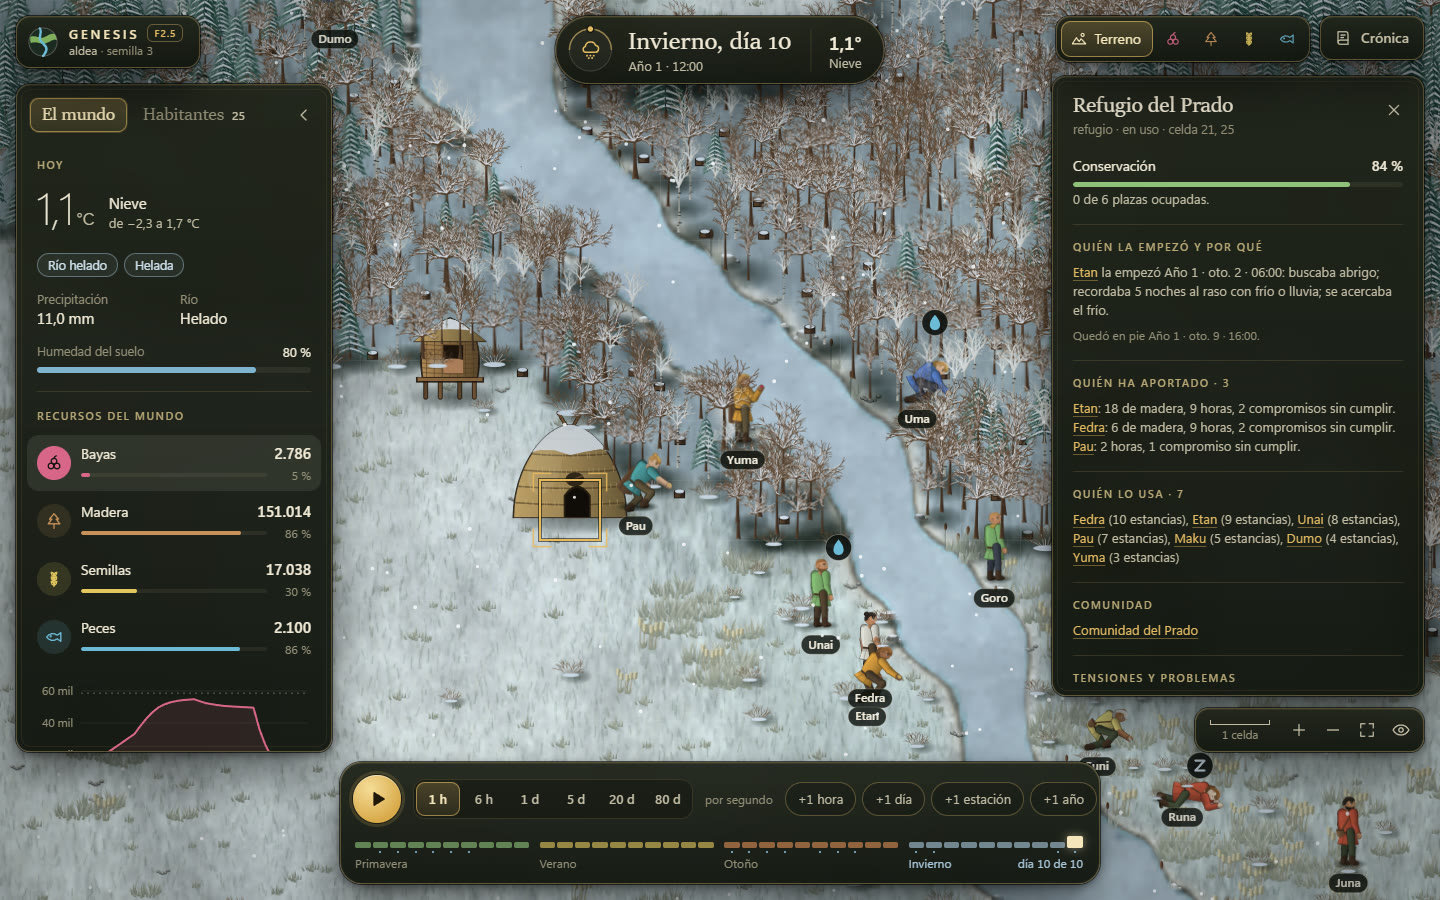 GENESIS F2.5
aldea · semilla 3
Dumo
Invierno, día 10
Año 1 · 12:00
1,1°
Nieve
Terreno
Crónica
El mundo
Habitantes 25
HOY
1,1 °C
Nieve
de −2,3 a 1,7 °C
Río helado
Helada
Precipitación
11,0 mm
Río
Helado
Humedad del suelo
80 %
RECURSOS DEL MUNDO
Bayas
2.786
5 %
Madera
151.014
86 %
Semillas
17.038
30 %
Peces
2.100
86 %
60 mil
40 mil
Uma
Yuma
Pau
Goro
Unai
Fedra
Etan
Runa
Juna
Refugio del Prado
refugio · en uso · celda 21, 25
Conservación
84 %
0 de 6 plazas ocupadas.
QUIÉN LA EMPEZÓ Y POR QUÉ
Etan la empezó Año 1 · oto. 2 · 06:00: buscaba abrigo;
recordaba 5 noches al raso con frío o lluvia; se acercaba
el frío.
Quedó en pie Año 1 · oto. 9 · 16:00.
QUIÉN HA APORTADO · 3
Etan: 18 de madera, 9 horas, 2 compromisos sin cumplir.
Fedra: 6 de madera, 9 horas, 2 compromisos sin cumplir.
Pau: 2 horas, 1 compromiso sin cumplir.
QUIÉN LO USA · 7
Fedra (10 estancias), Etan (9 estancias), Unai (8 estancias),
Pau (7 estancias), Maku (5 estancias), Dumo (4 estancias),
Yuma (3 estancias)
COMUNIDAD
Comunidad del Prado
TENSIONES Y PROBLEMAS
1 celda
Z
1 h
6 h
1 d
5 d
20 d
80 d
por segundo
+1 hora
+1 día
+1 estación
+1 año
Primavera
Verano
Otoño
Invierno
día 10 de 10